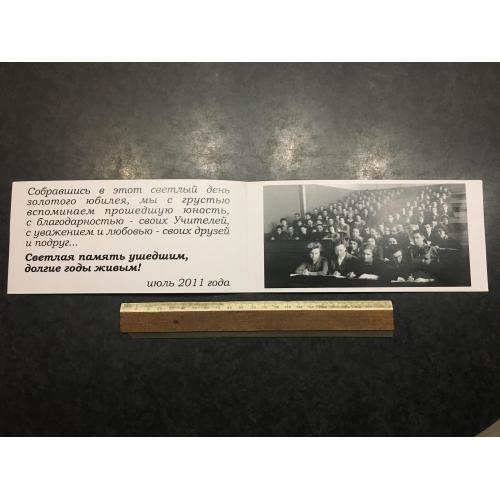 Собравшись в этот светлый день
золотого юбилея, мы с грустью
вспоминаем прошедшую юность,
с благодарностью - своих Учителей,
с уважением и любовью - своих друзей
и подруг...
Светлая память ушедшим,
долгие годы живым!
июль 2011 года